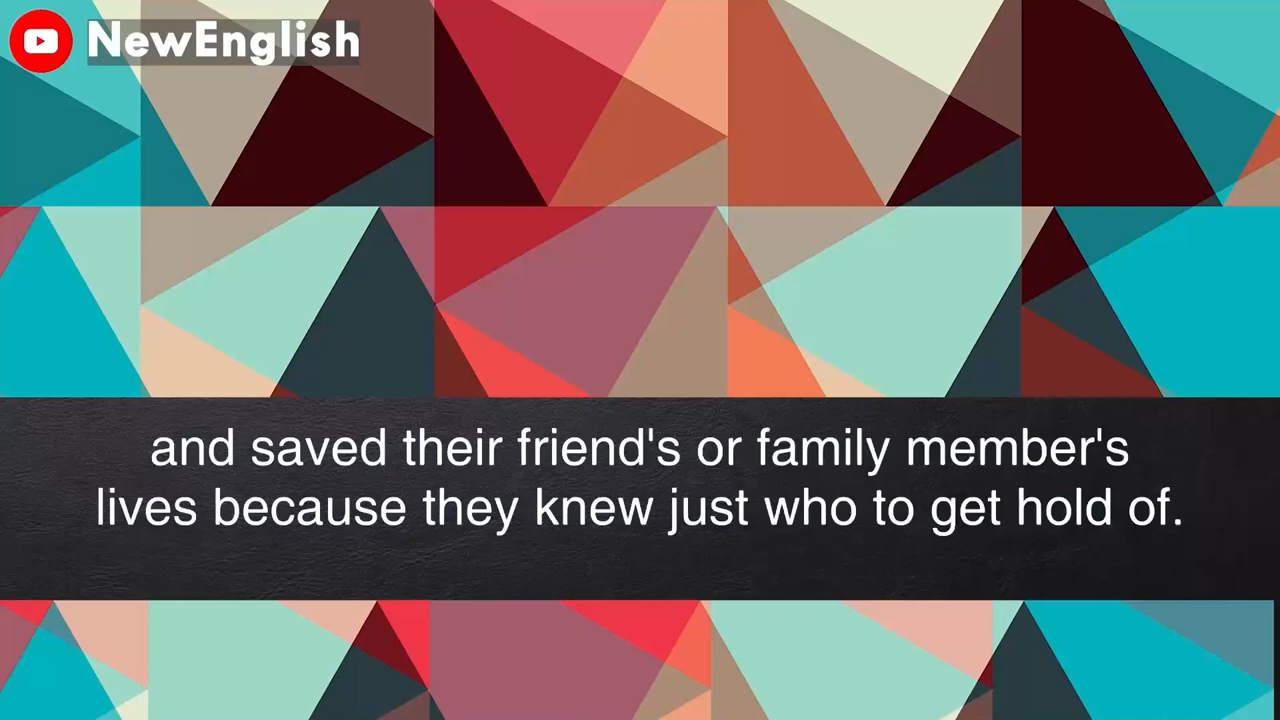 NewEnglish
and saved their friend's or family member's
lives because they knew just who to get hold of.